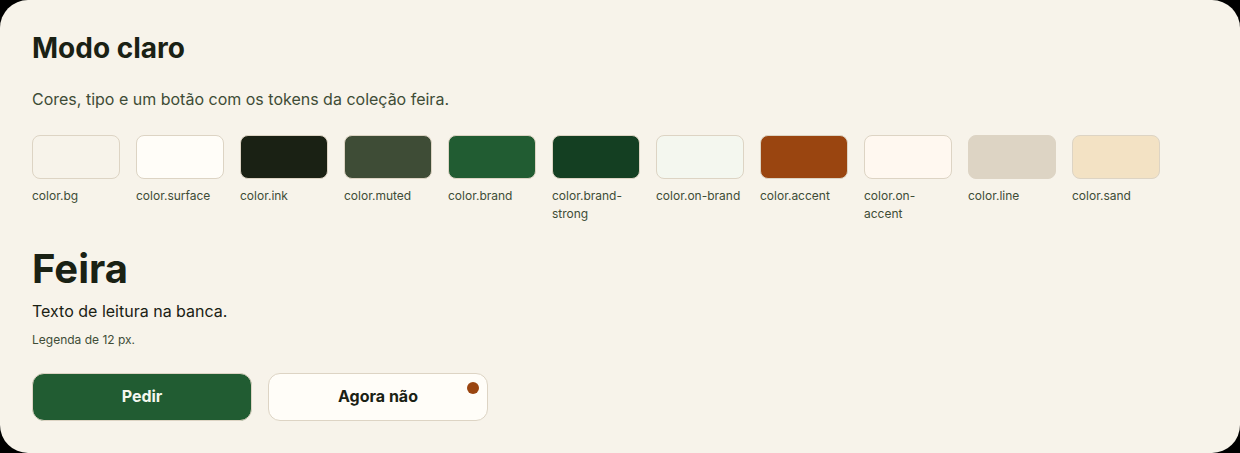 Modo claro
Cores, tipo e um botão com os tokens da coleção feira.
color.bg
color.surface
color.ink
color.muted
color.brand
color.brand-
strong
color.on-brand
color.accent
color.on-
accent
color.line
color.sand
Feira
Texto de leitura na banca.
Legenda de 12 px.
Pedir
Agora não